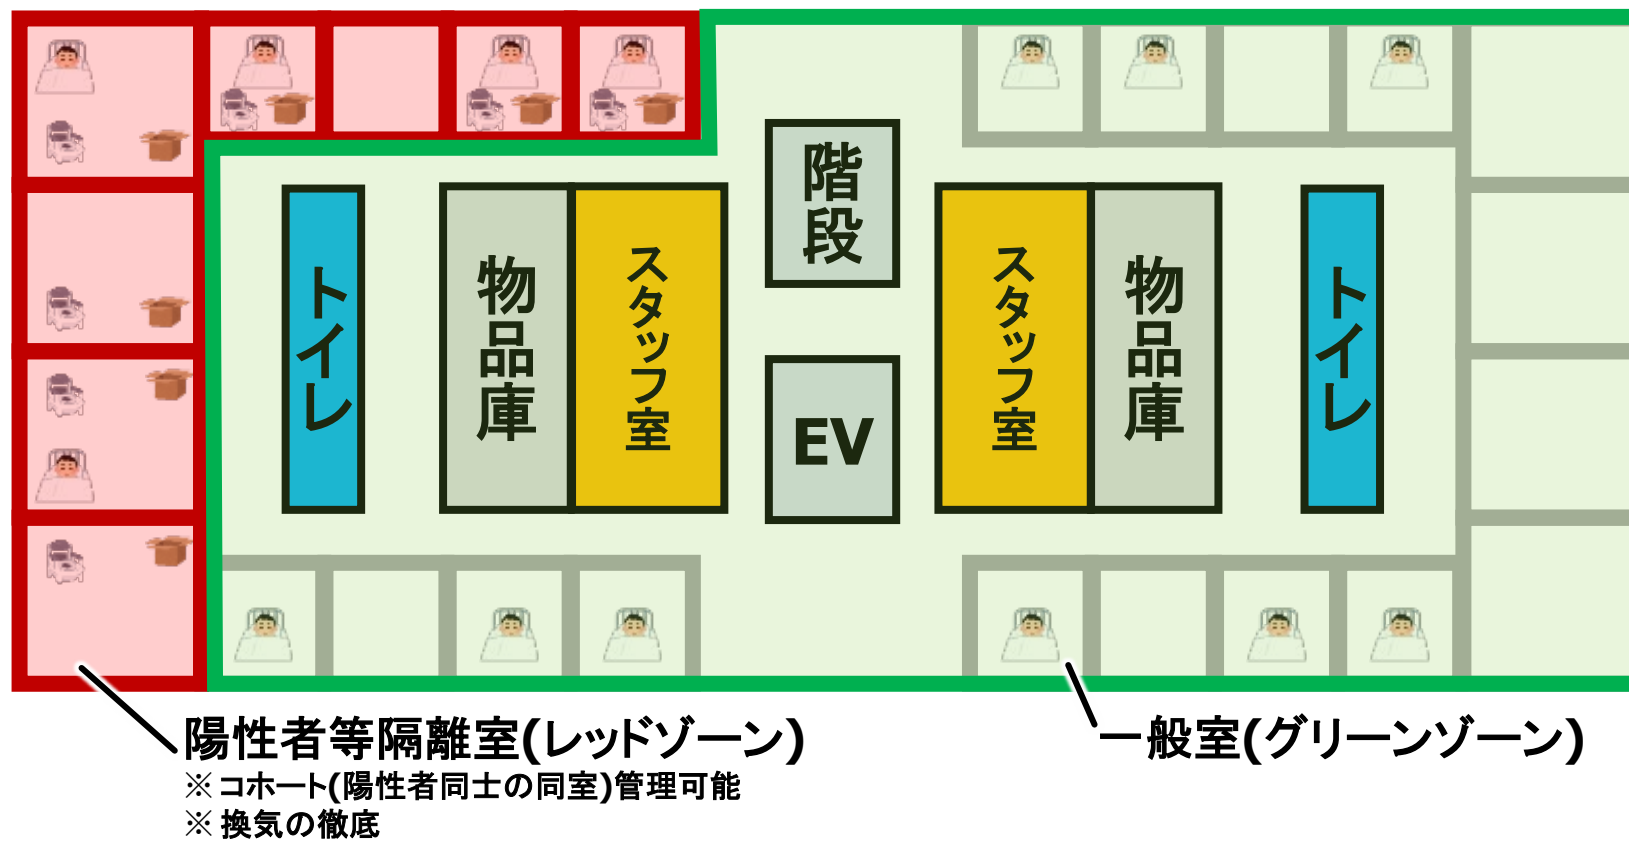 階段
トイレ
物品庫
スタッフ室
EV
スタッフ室
物品庫
トイレ
陽性者等隔離室(レッドゾーン)
※コホート(陽性者同士の同室)管理可能
※換気の徹底
一般室(グリーンゾーン)